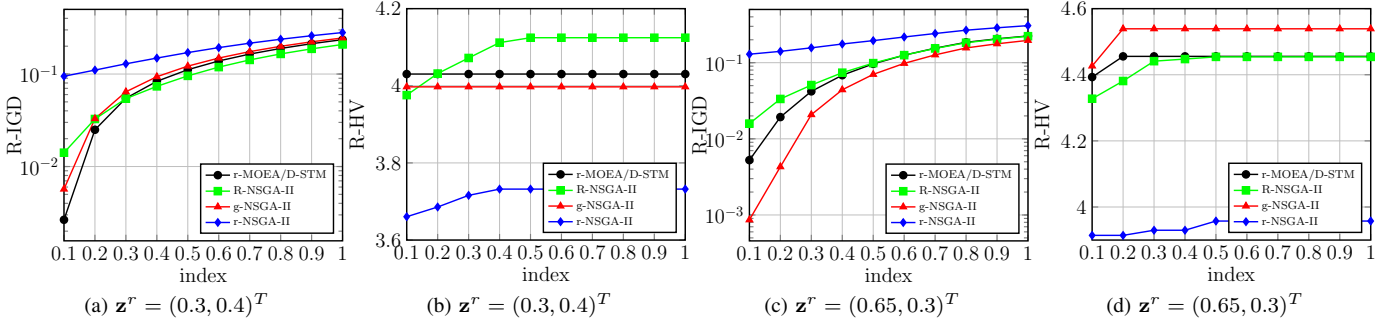 R-IGD
10^{-1}
10^{-2}
0.1 0.2 0.3 0.4 0.5 0.6 0.7 0.8 0.9 1
index
r-MOEA/D-STM
R-NSGA-II
g-NSGA-II
r-NSGA-II
(a) z^r = (0.3, 0.4)^T
R-HV
4.2
4
3.8
3.6
0.1 0.2 0.3 0.4 0.5 0.6 0.7 0.8 0.9 1
index
r-MOEA/D-STM
R-NSGA-II
g-NSGA-II
r-NSGA-II
(b) z^r = (0.3, 0.4)^T
R-IGD
10^{-1}
10^{-2}
10^{-3}
0.1 0.2 0.3 0.4 0.5 0.6 0.7 0.8 0.9 1
index
r-MOEA/D-STM
R-NSGA-II
g-NSGA-II
r-NSGA-II
(c) z^r = (0.65, 0.3)^T
R-HV
4.6
4.4
4.2
4
0.1 0.2 0.3 0.4 0.5 0.6 0.7 0.8 0.9 1
index
r-MOEA/D-STM
R-NSGA-II
g-NSGA-II
r-NSGA-II
(d) z^r = (0.65, 0.3)^T